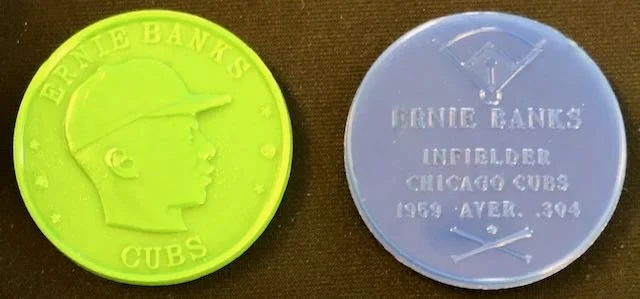 ERNIE BANKS
CUBS
ERNIE BANKS
INFIELDER
CHICAGO CUBS
1959 AVER. .304